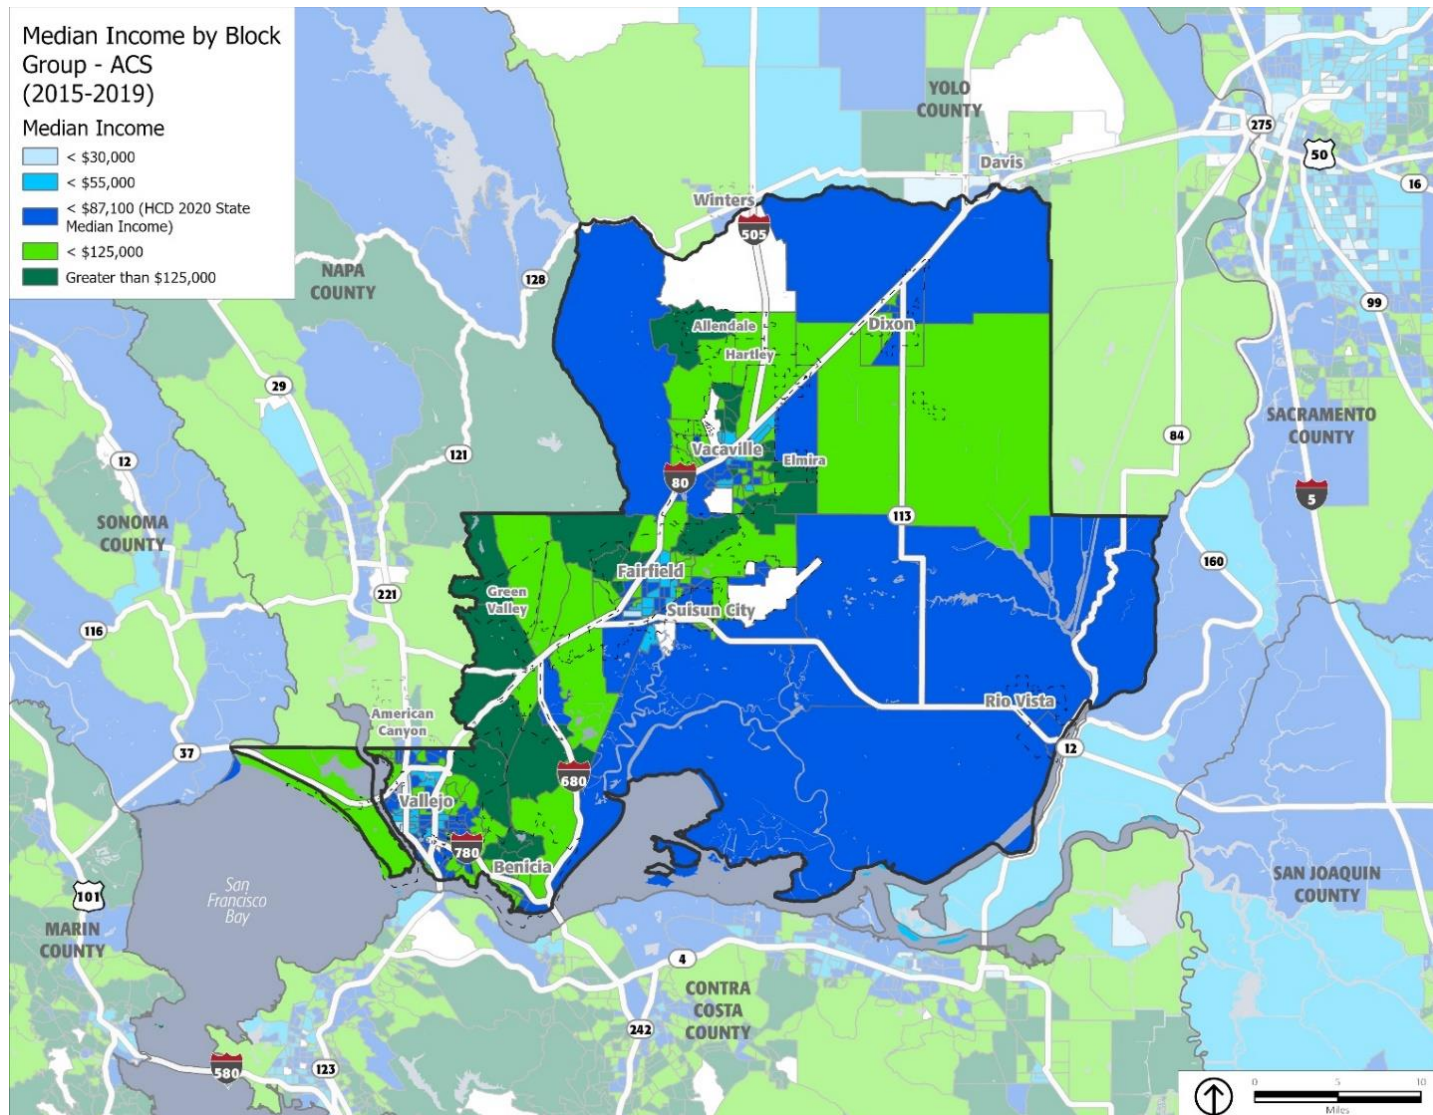 Median Income by Block
Group - ACS
(2015-2019)
Median Income
< $30,000
< $55,000
< $87,100 (HCD 2020 State
Median Income)
< $125,000
Greater than $125,000
YOLO
COUNTY
275
50
Davis
16
Winters
505
NAPA
COUNTY
128
99
Allendale
Dixon
Hartley
29
SACRAMENTO
COUNTY
84
12
121
Vacaville
Elmira
80
5
SONOMA
COUNTY
113
160
Fairfield
221
Green
Valley
Suisun City
116
Rio Vista
American
Canyon
37
12
680
Vallejo
780
Benicia
San
Francisco
Bay
101
SAN JOAQUIN
COUNTY
MARIN
COUNTY
4
CONTRA
COSTA
COUNTY
242
580
123
0 5 10
Miles